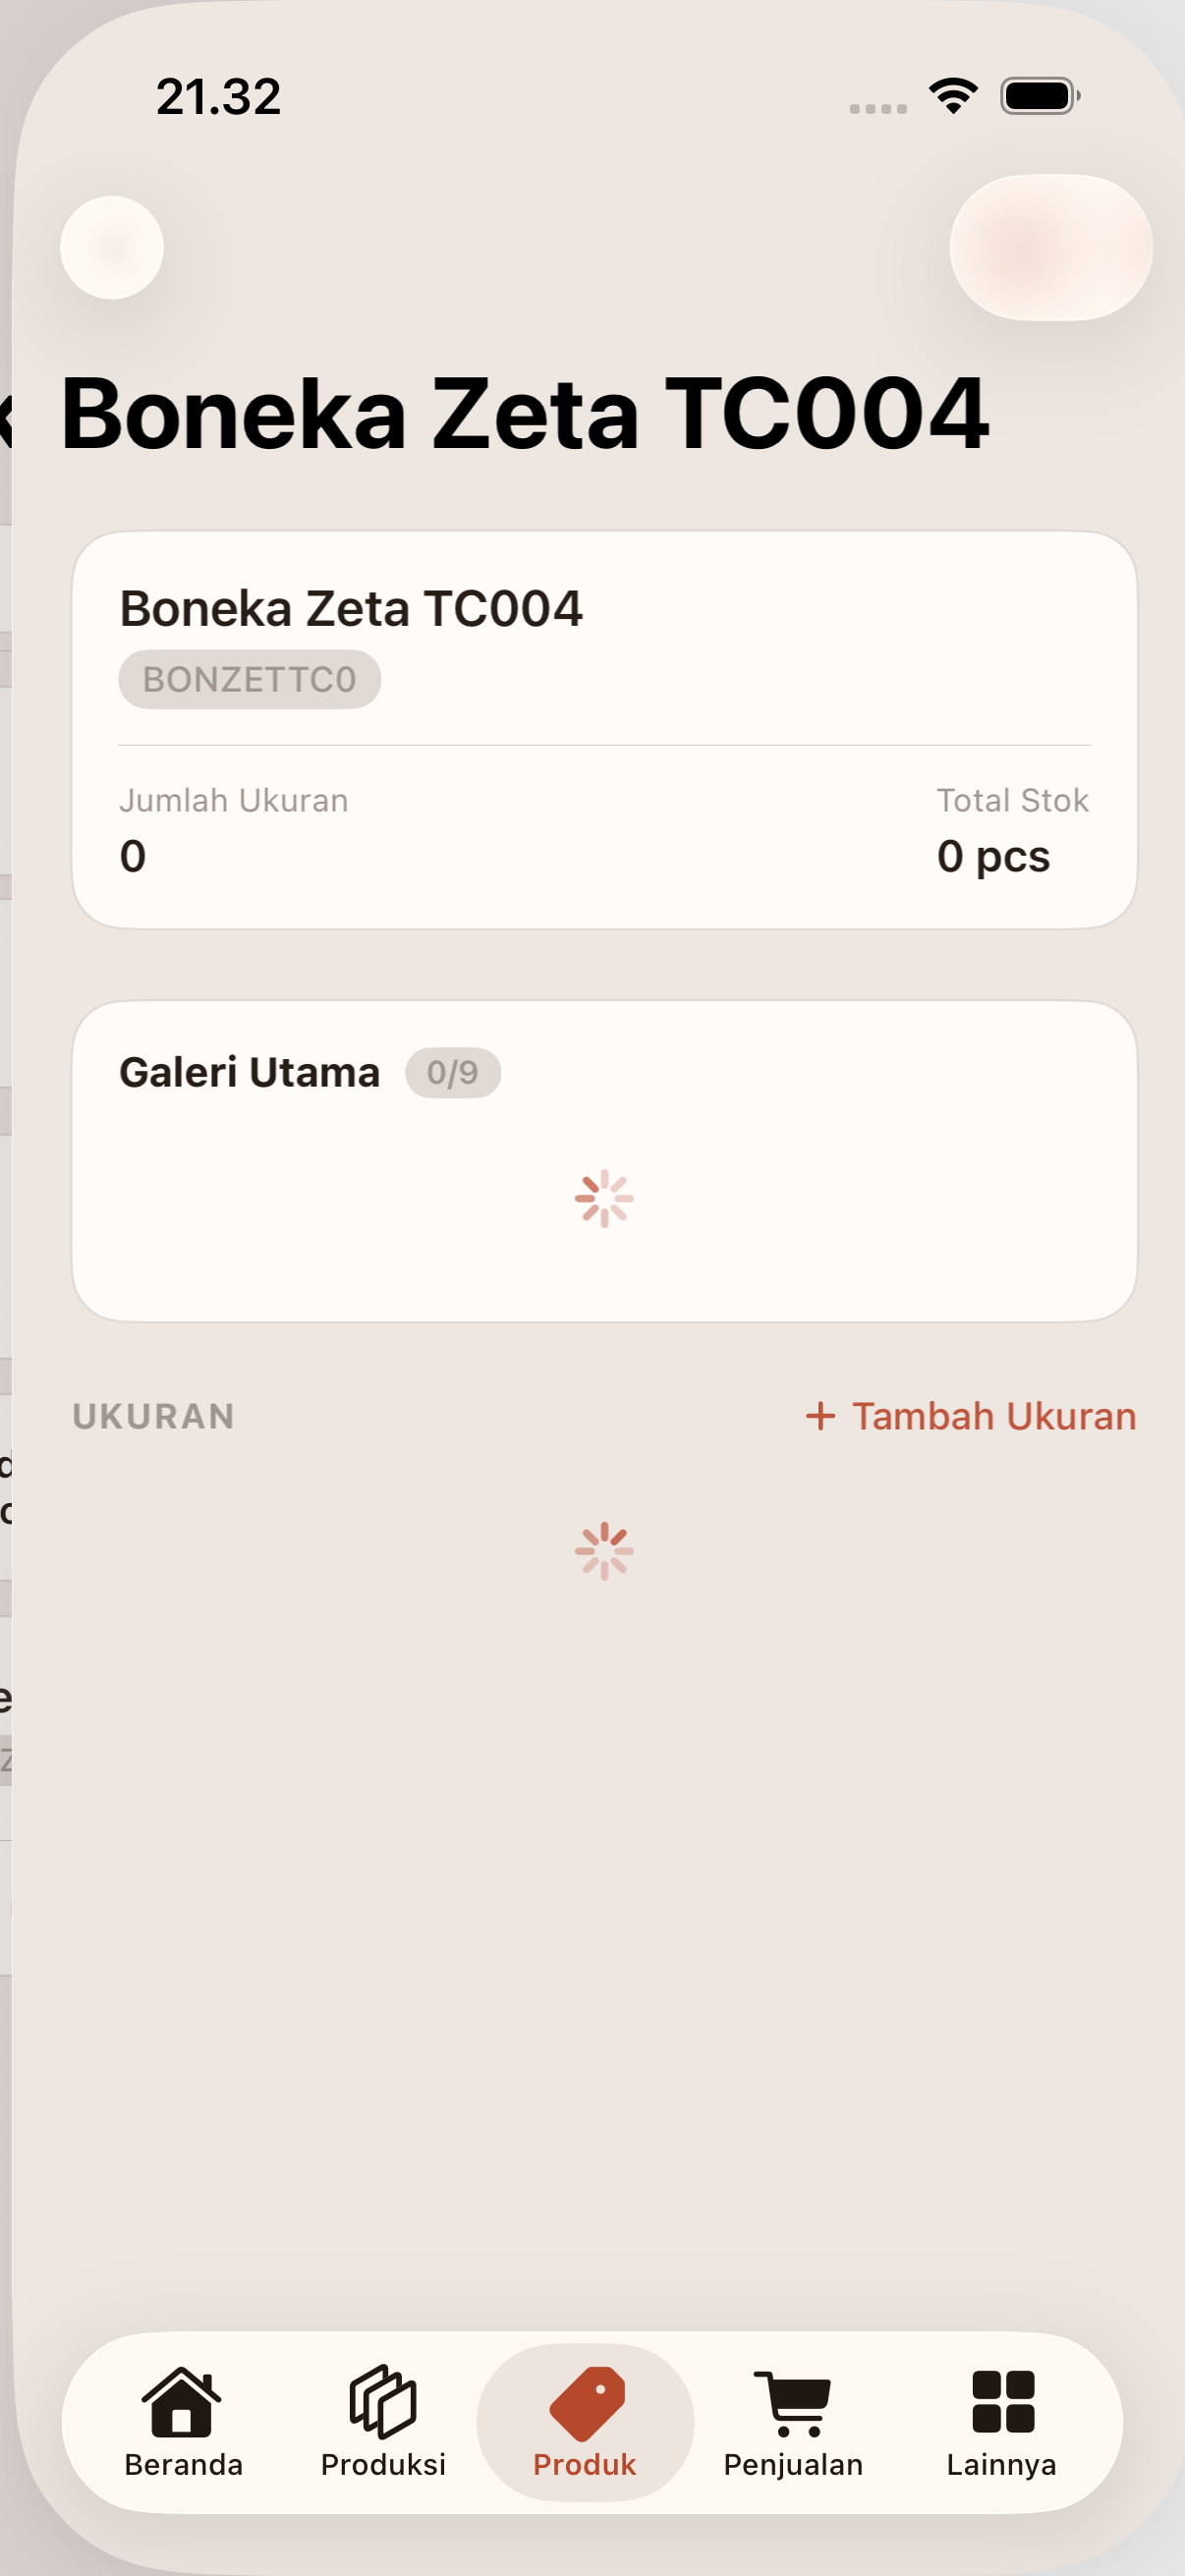 21.32
Boneka Zeta TC004
Boneka Zeta TC004
BONZETTC0
Jumlah Ukuran
Total Stok
0
0 pcs
Galeri Utama
0/9
UKURAN
+ Tambah Ukuran
Beranda
Produksi
Produk
Penjualan
Lainnya